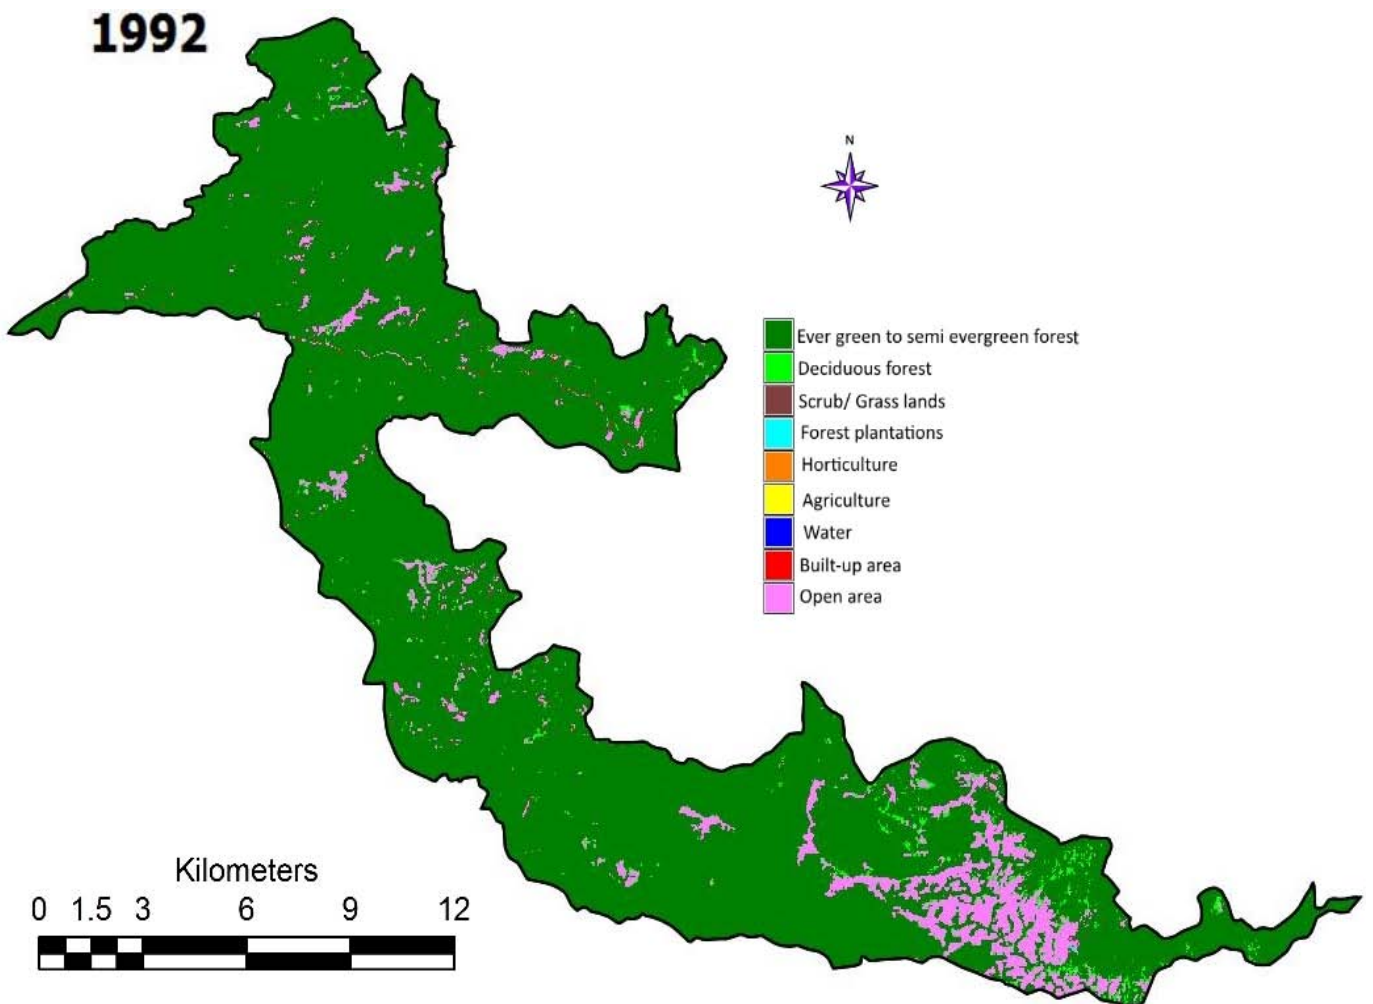 1992
N
Ever green to semi evergreen forest
Deciduous forest
Scrub/ Grass lands
Forest plantations
Horticulture
Agriculture
Water
Built-up area
Open area
Kilometers
0 1.5 3 6 9 12